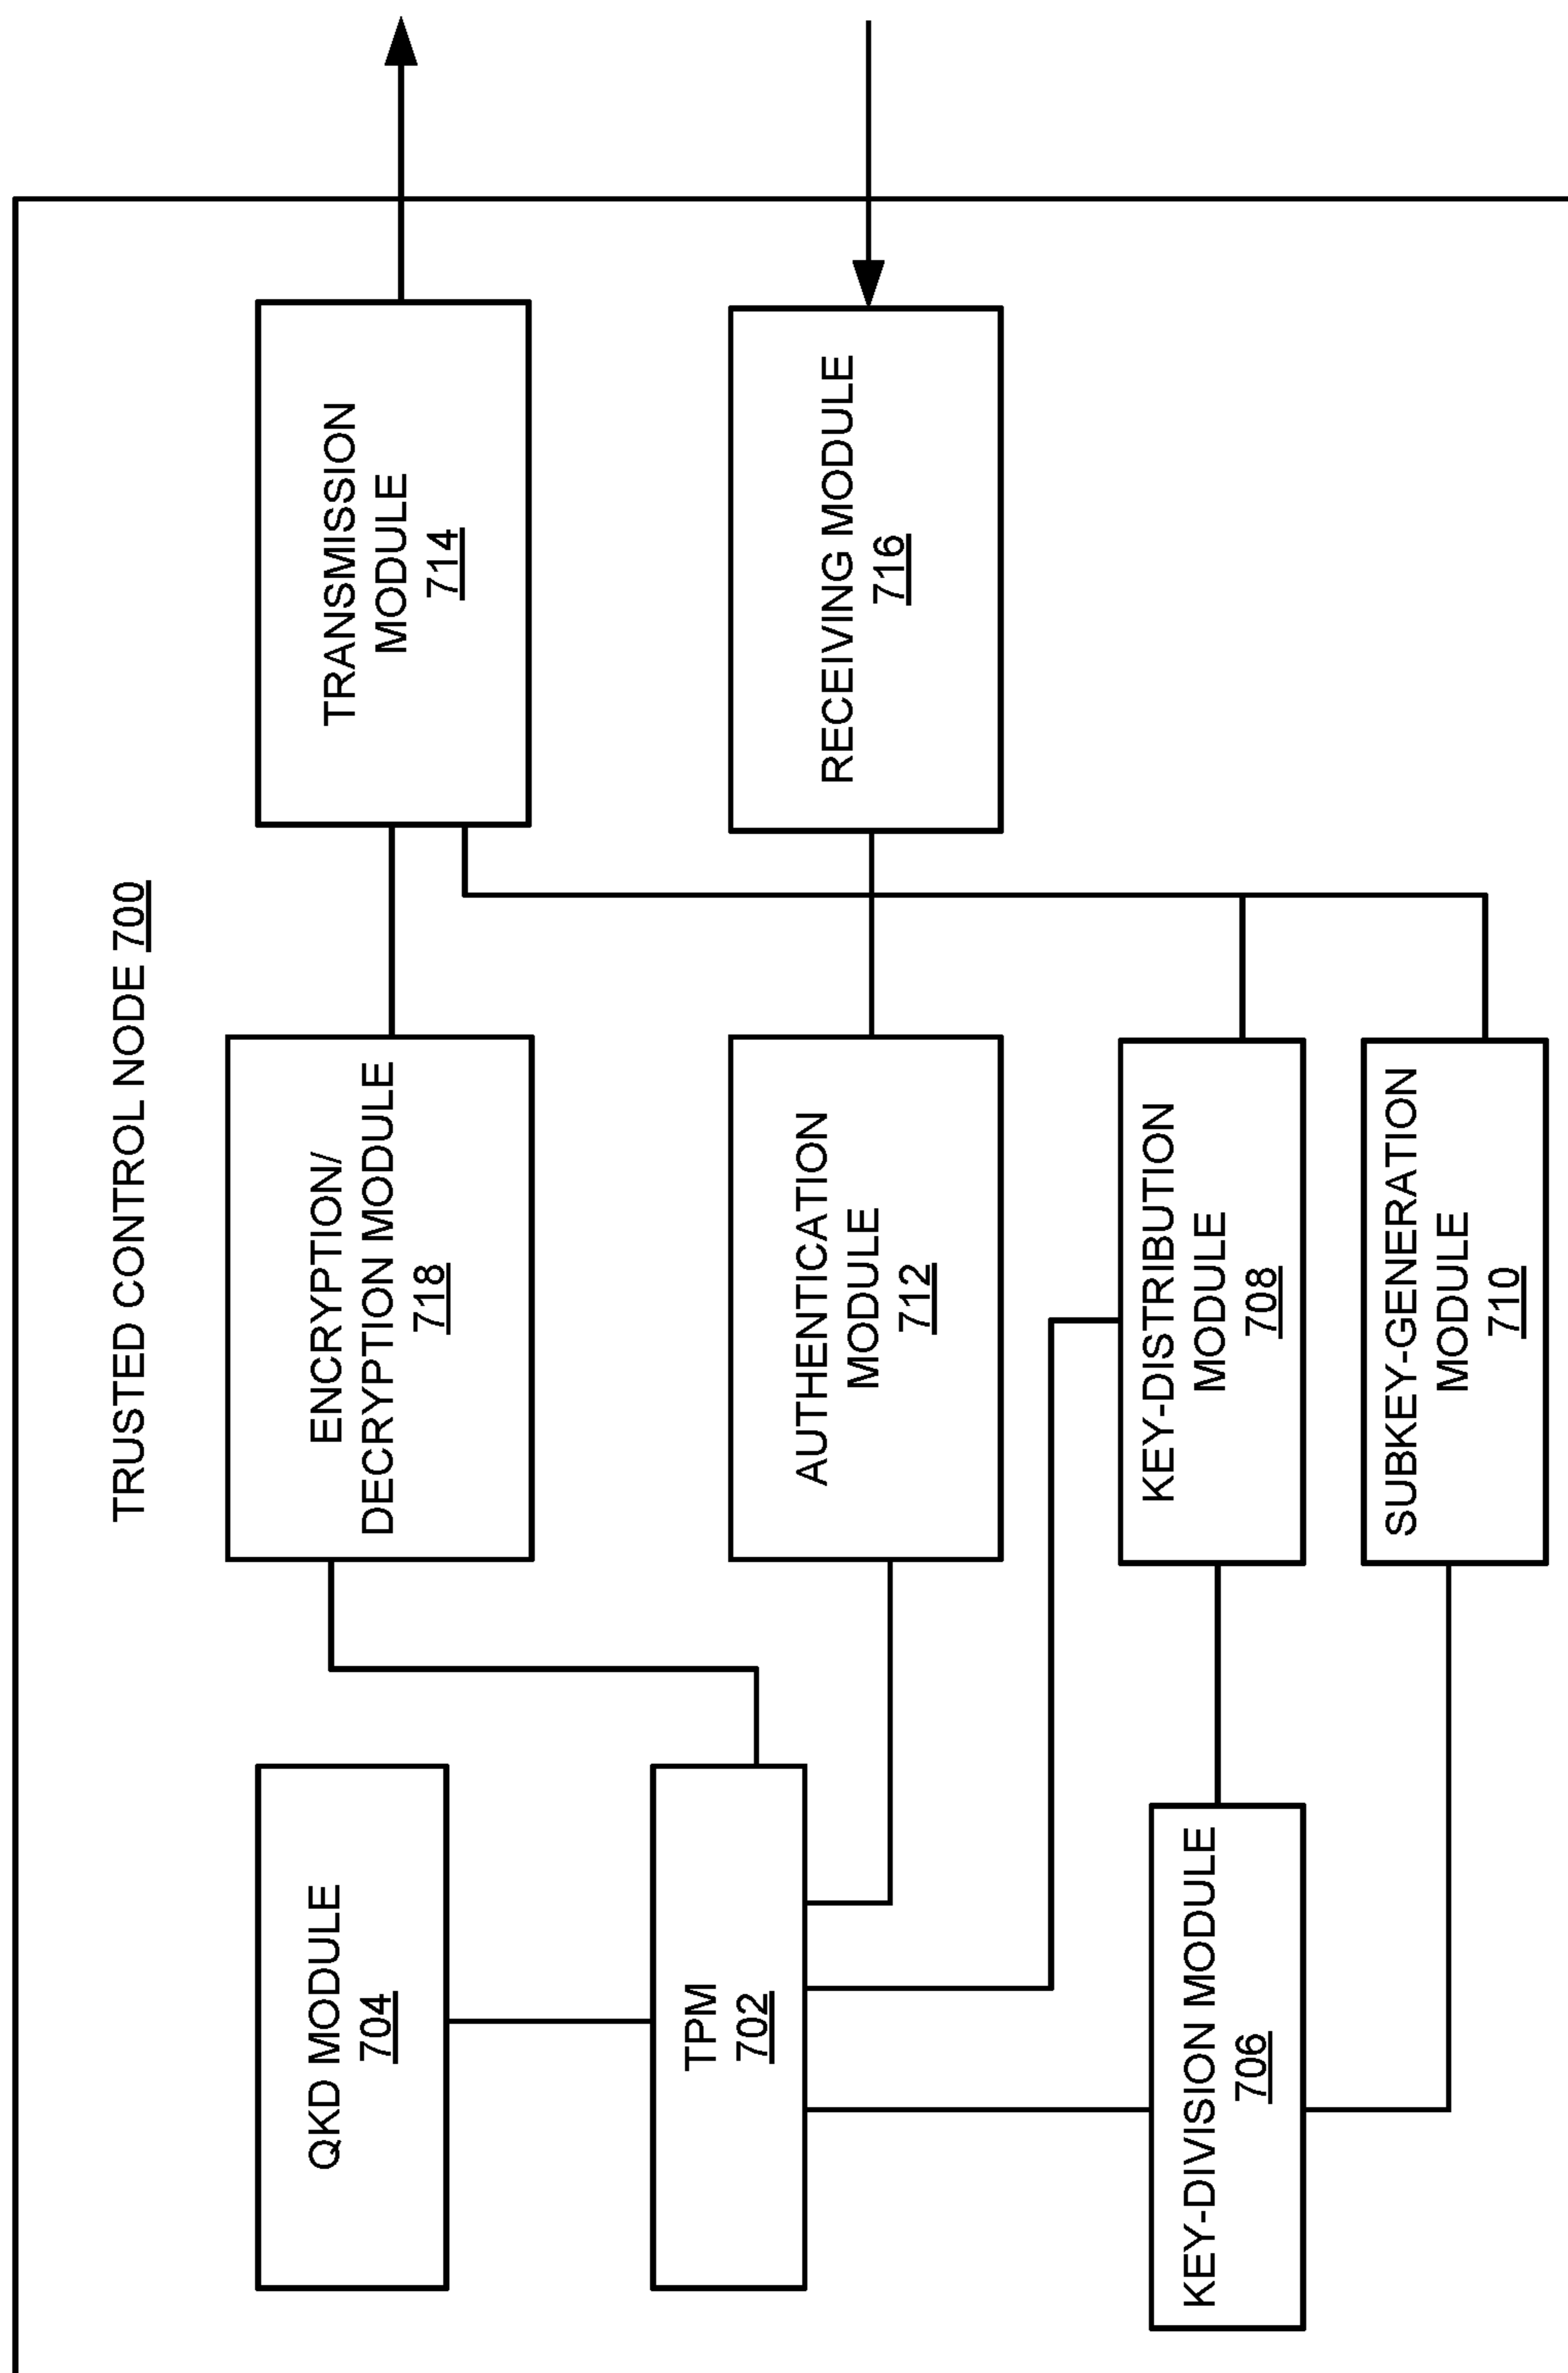 TRUSTED CONTROL NODE 700
QKD MODULE
704
ENCRYPTION/
DECRYPTION MODULE
718
TRANSMISSION
MODULE
714
TPM
702
AUTHENTICATION
MODULE
712
RECEIVING MODULE
716
KEY-DIVISION MODULE
706
KEY-DISTRIBUTION
MODULE
708
SUBKEY-GENERATION
MODULE
710